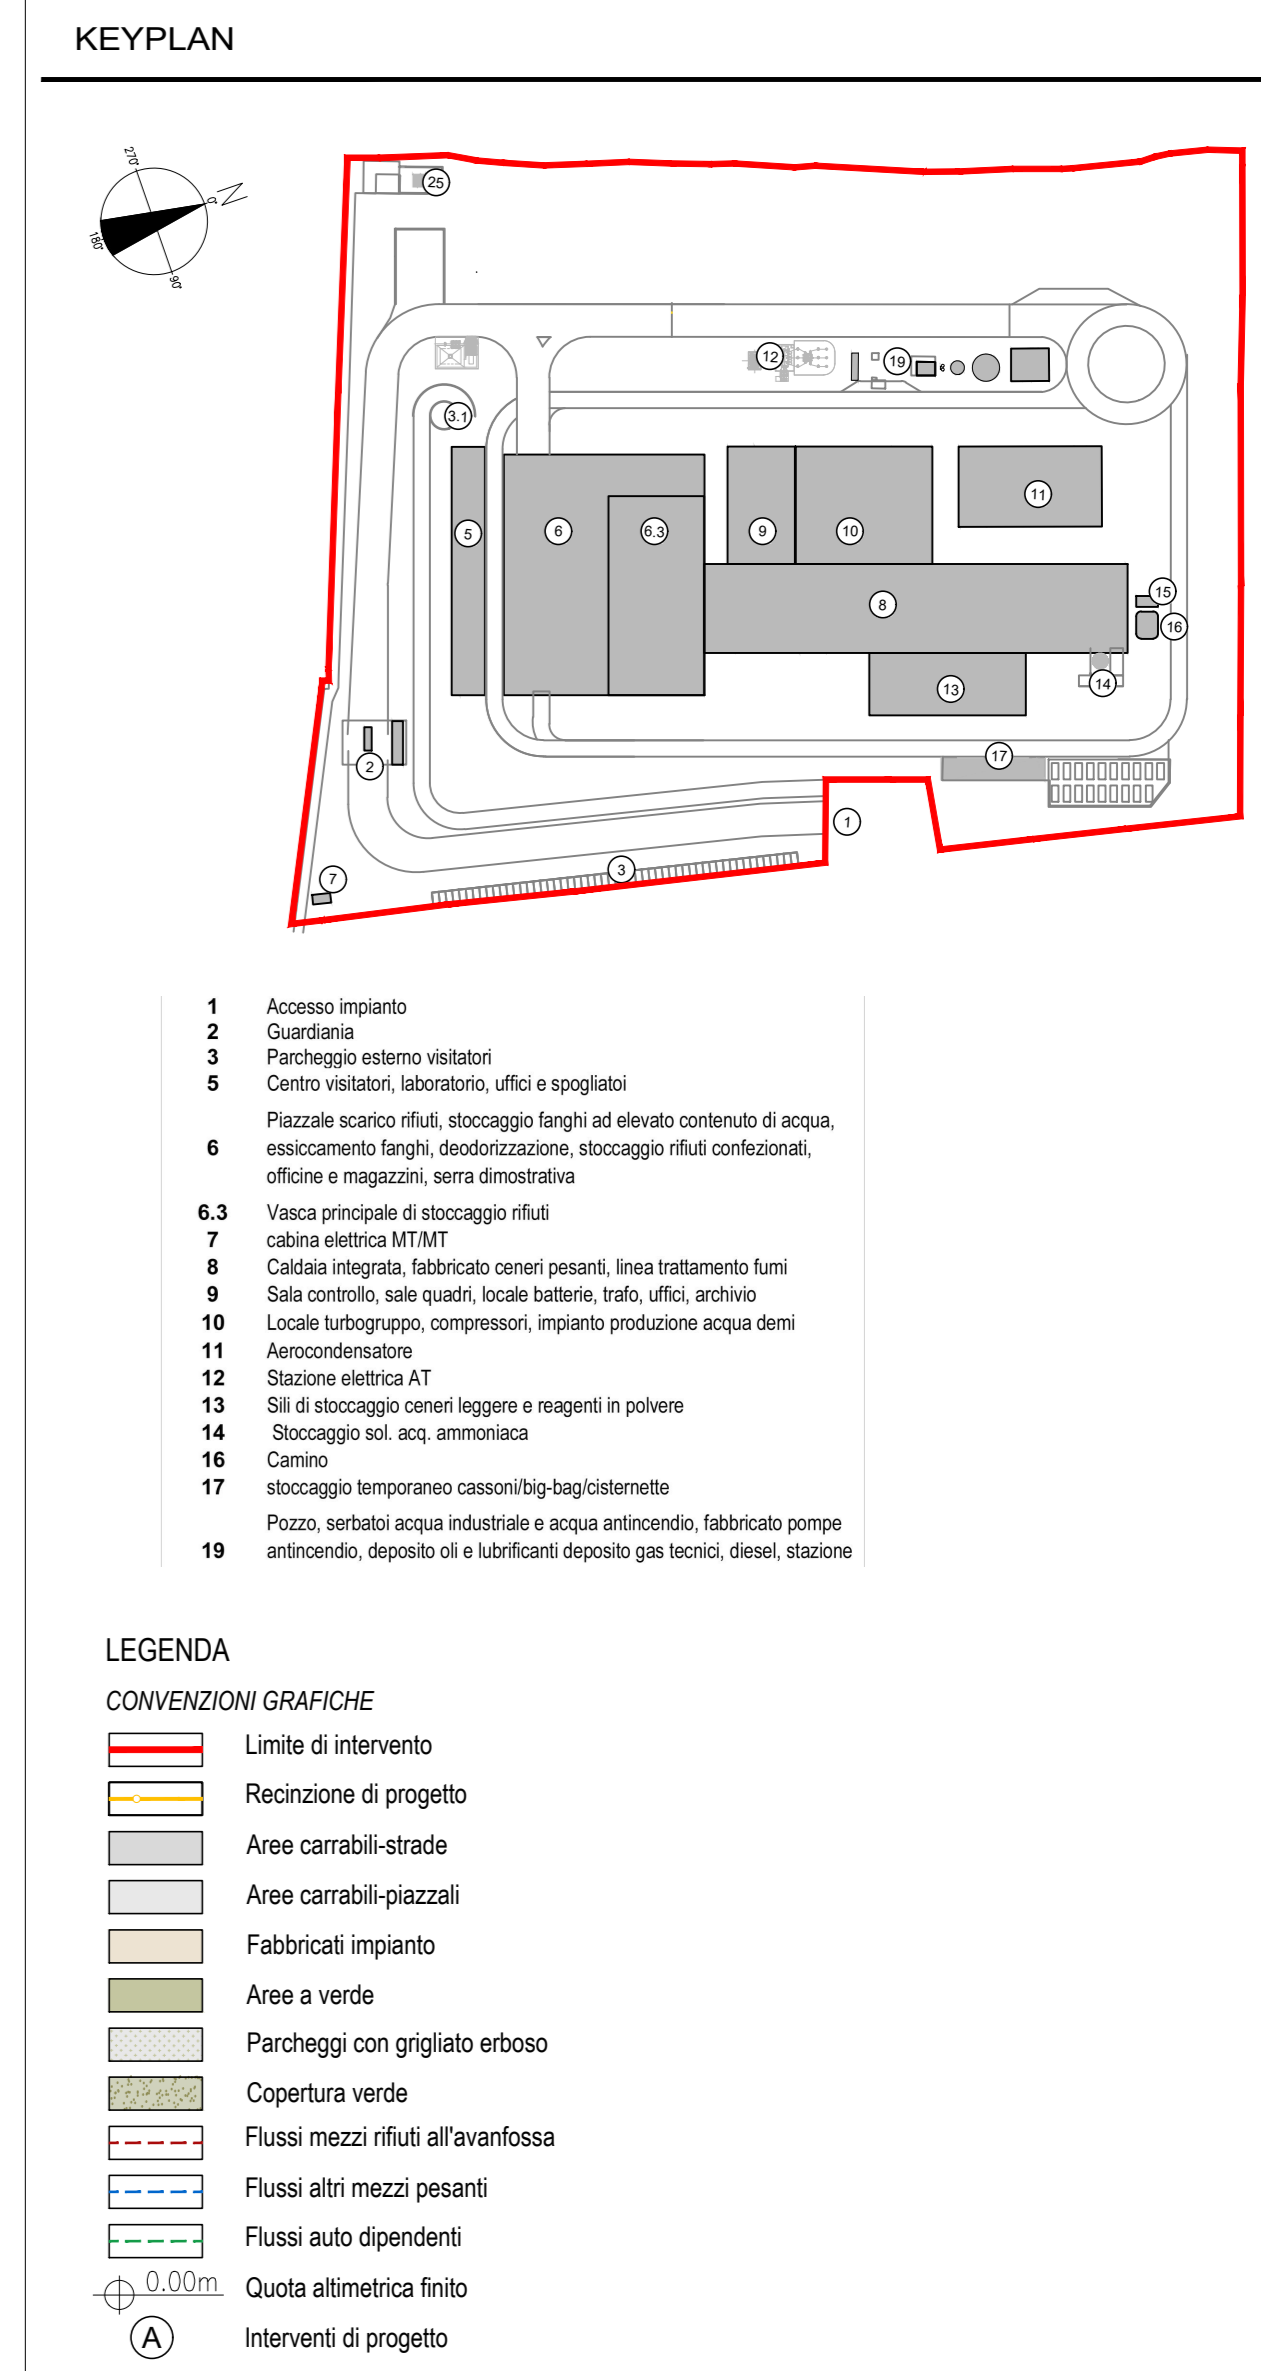 KEYPLAN
270°
0°
N
180°
90°
25
12
19
3.1
5
6
6.3
9
10
11
8
15
16
13
14
17
2
1
3
7
1 Accesso impianto
2 Guardiania
3 Parcheggio esterno visitatori
5 Centro visitatori, laboratorio, uffici e spogliatoi
Piazzale scarico rifiuti, stoccaggio fanghi ad elevato contenuto di acqua,
6 essiccamento fanghi, deodorizzazione, stoccaggio rifiuti confezionati,
officine e magazzini, serra dimostrativa
6.3 Vasca principale di stoccaggio rifiuti
7 cabina elettrica MT/MT
8 Caldaia integrata, fabbricato ceneri pesanti, linea trattamento fumi
9 Sala controllo, sale quadri, locale batterie, trafo, uffici, archivio
10 Locale turbogruppo, compressori, impianto produzione acqua demi
11 Aerocondensatore
12 Stazione elettrica AT
13 Sili di stoccaggio ceneri leggere e reagenti in polvere
14 Stoccaggio sol. acq. ammoniaca
16 Camino
17 stoccaggio temporaneo cassoni/big-bag/cisternette
Pozzo, serbatoi acqua industriale e acqua antincendio, fabbricato pompe
19 antincendio, deposito oli e lubrificanti deposito gas tecnici, diesel, stazione
LEGENDA
CONVENZIONI GRAFICHE
Limite di intervento
Recinzione di progetto
Aree carrabili-strade
Aree carrabili-piazzali
Fabbricati impianto
Aree a verde
Parcheggi con grigliato erboso
Copertura verde
Flussi mezzi rifiuti all'avanfossa
Flussi altri mezzi pesanti
Flussi auto dipendenti
0.00m Quota altimetrica finito
A Interventi di progetto